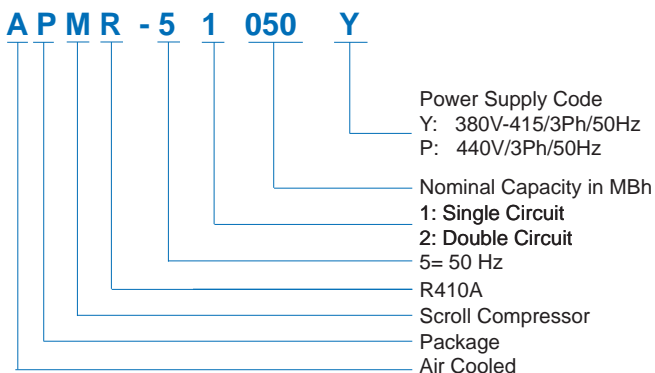 A P M R - 5 1 050 Y
Power Supply Code
Y: 380V-415/3Ph/50Hz
P: 440V/3Ph/50Hz
Nominal Capacity in MBh
1: Single Circuit
2: Double Circuit
5= 50 Hz
R410A
Scroll Compressor
Package
Air Cooled